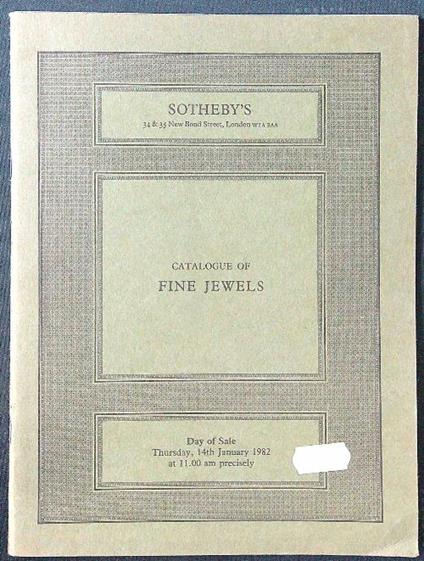 SOTHEBY'S
34 & 35 New Bond Street, London W1A 2AA
CATALOGUE OF
FINE JEWELS
Day of Sale
Thursday, 14th January 1982
at 11.00 am precisely